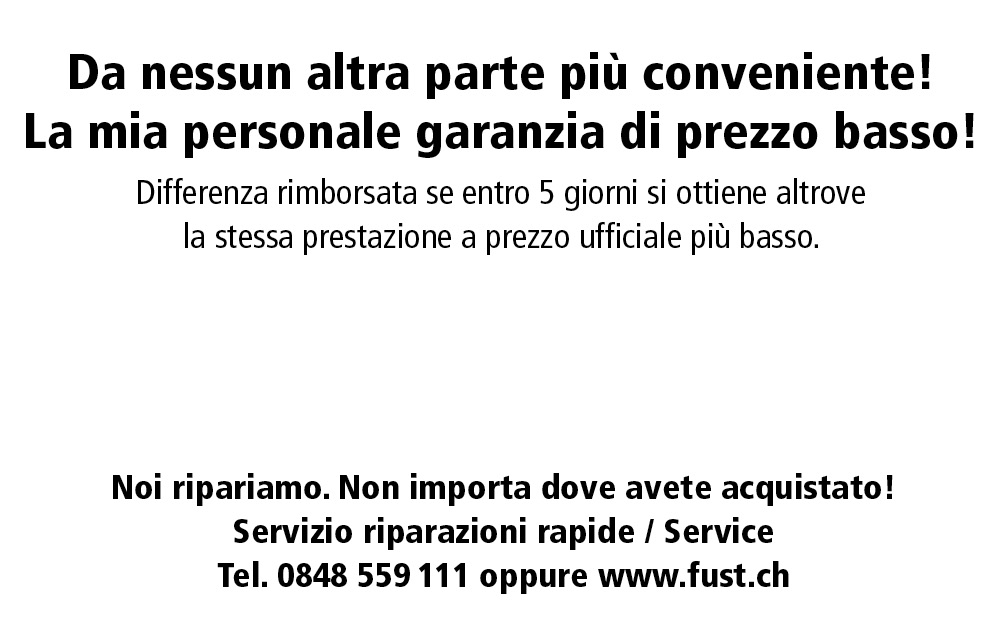 Da nessun altra parte più conveniente!
La mia personale garanzia di prezzo basso!
Differenza rimborsata se entro 5 giorni si ottiene altrove
la stessa prestazione a prezzo ufficiale più basso.
Noi ripariamo. Non importa dove avete acquistato!
Servizio riparazioni rapide / Service
Tel. 0848 559 111 oppure www.fust.ch